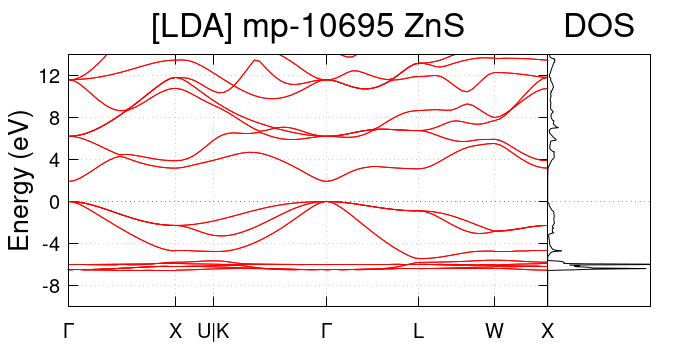 [LDA] mp-10695 ZnS
DOS
Energy (eV)
12
8
4
0
-4
-8
Γ X U|K Γ L W X